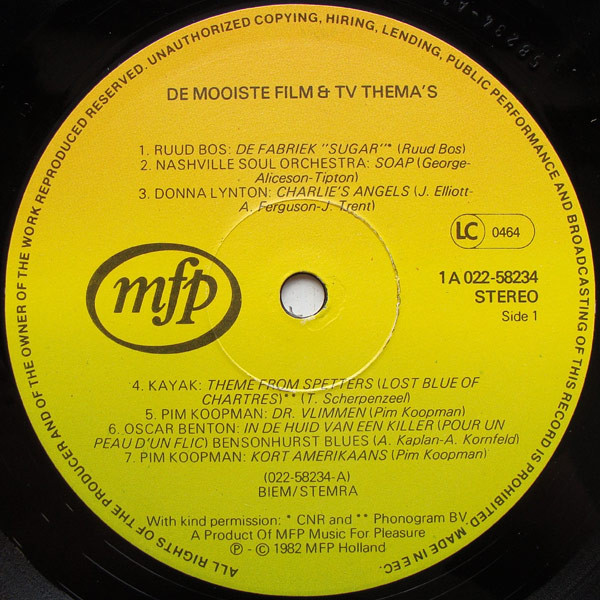 ALL RIGHTS OF THE PRODUCER AND OF THE OWNER OF THE WORK REPRODUCED RESERVED. UNAUTHORIZED COPYING, HIRING, LENDING, PUBLIC PERFORMANCE AND BROADCASTING OF THIS RECORD IS PROHIBITED. MADE IN EEC.
DE MOOISTE FILM & TV THEMA'S
1. RUUD BOS: DE FABRIEK "SUGAR"* (Ruud Bos)
2. NASHVILLE SOUL ORCHESTRA: SOAP (George-
Aliceson-Tipton)
3. DONNA LYNTON: CHARLIE'S ANGELS (J. Elliott-
A. Ferguson-J. Trent)
LC 0464
mfp
1 A 022-58234
STEREO
Side 1
4. KAYAK: THEME FROM SPETTERS (LOST BLUE OF
CHARTRES)** (T. Scherpenzeel)
5. PIM KOOPMAN: DR. VLIMMEN (Pim Koopman)
6. OSCAR BENTON: IN DE HUID VAN EEN KILLER (POUR UN
PEAU D'UN FLIC) BENSONHURST BLUES (A. Kaplan-A. Kornfeld)
7. PIM KOOPMAN: KORT AMERIKAANS (Pim Koopman)
(022-58234-A)
BIEM/STEMRA
With kind permission: * CNR and ** Phonogram BV
A Product Of MFP Music For Pleasure
℗ - © 1982 MFP Holland